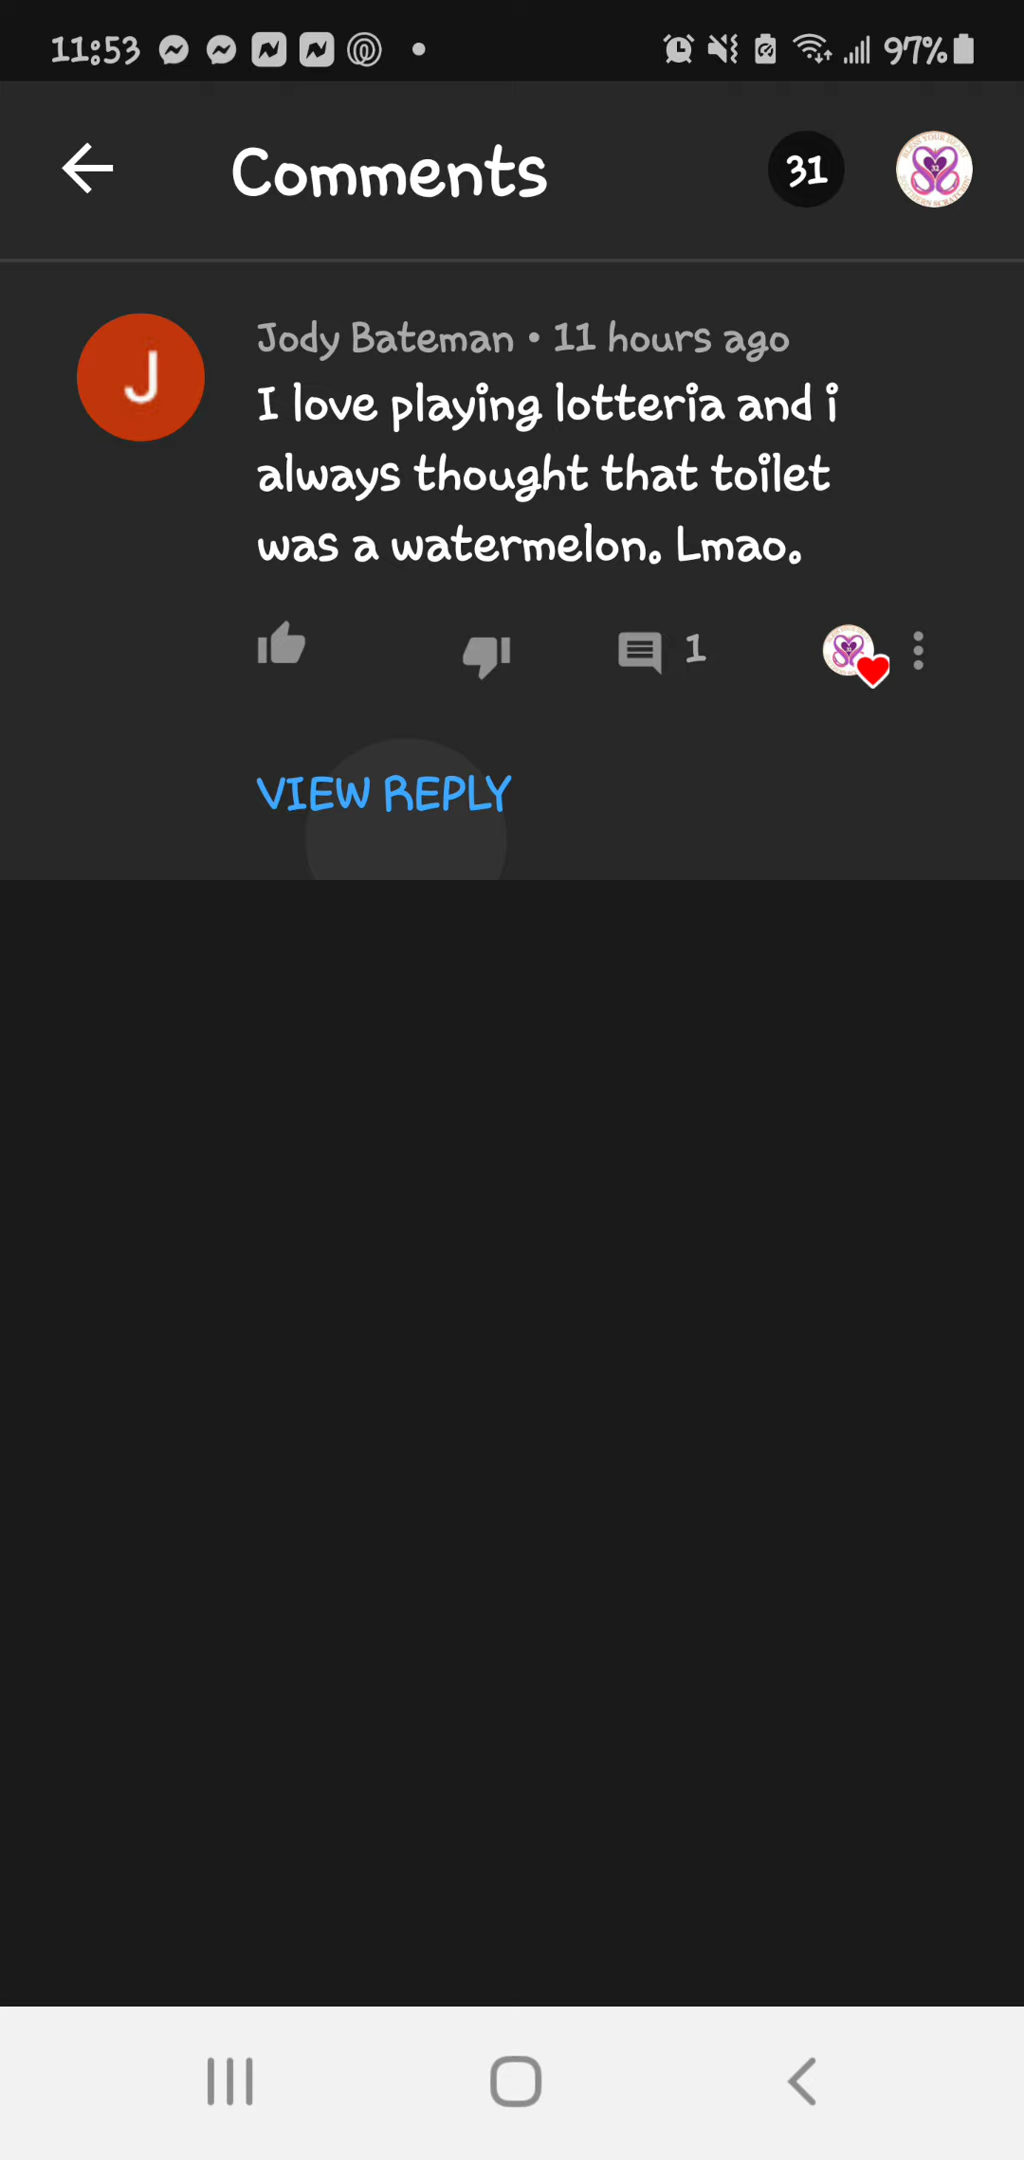 11:53 97%
Comments 31
J
Jody Bateman • 11 hours ago
I love playing lotteria and i
always thought that toilet
was a watermelon. Lmao.
1
VIEW REPLY